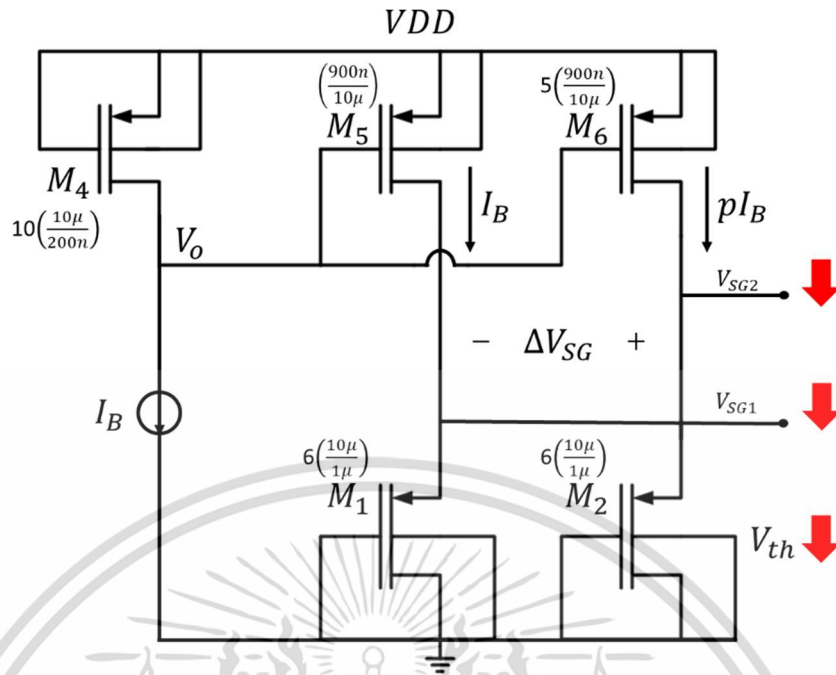 VDD
(900n/10μ)
5(900n/10μ)
M5
M6
M4
10(10μ/200n)
IB
pIB
Vo
VSG2
− ΔVSG +
IB
VSG1
6(10μ/1μ)
6(10μ/1μ)
M1
M2
Vth